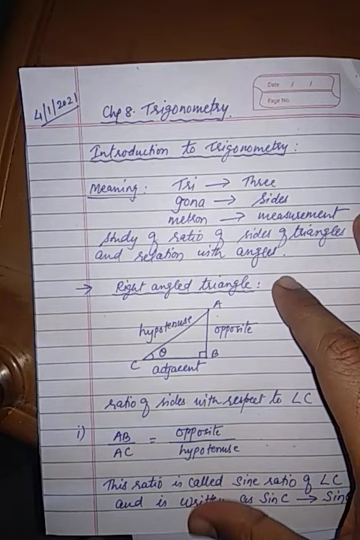 4/1/2021
Date / /
Page No.
Chp 8: Trigonometry.
Introduction to Trigonometry:
Meaning: Tri → Three
gona → Sides
metron → measurement
Study of ratio of sides of triangles
and relation with angles.
→ Right angled triangle:
A
hypotenuse opposite
C θ B
adjacent
ratio of sides with respect to ∠C
i) AB/AC = opposite/hypotenuse
This ratio is called Sine ratio of ∠C
and is written as Sin C → Sin